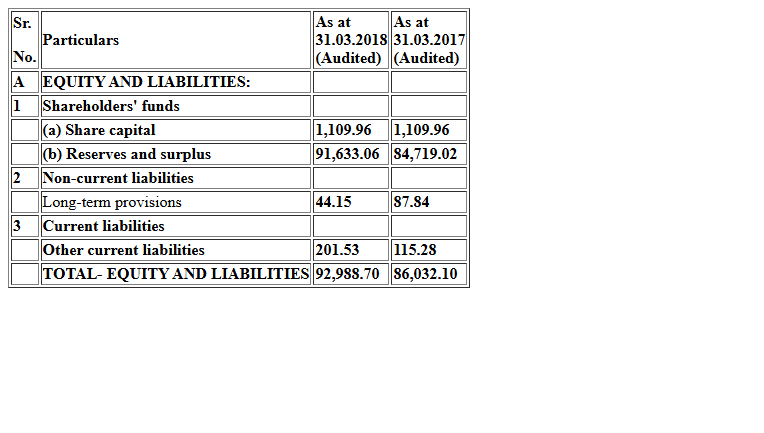 Sr. No. Particulars As at 31.03.2018 (Audited) As at 31.03.2017 (Audited)
A EQUITY AND LIABILITIES:
1 Shareholders' funds
(a) Share capital 1,109.96 1,109.96
(b) Reserves and surplus 91,633.06 84,719.02
2 Non-current liabilities
Long-term provisions 44.15 87.84
3 Current liabilities
Other current liabilities 201.53 115.28
TOTAL- EQUITY AND LIABILITIES 92,988.70 86,032.10